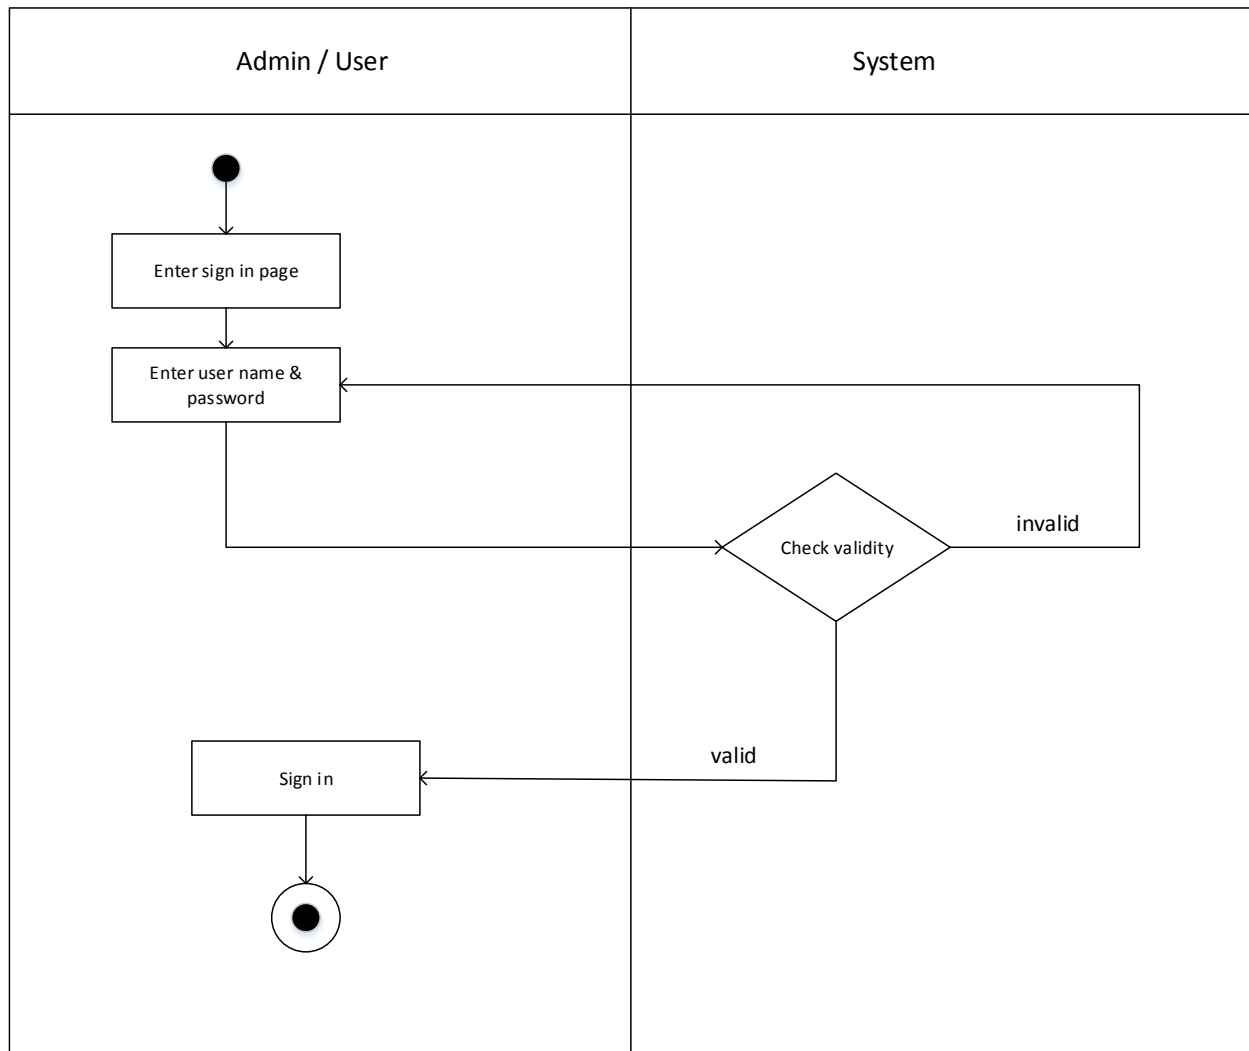 Admin / User
System
Enter sign in page
Enter user name &
password
Check validity
invalid
valid
Sign in